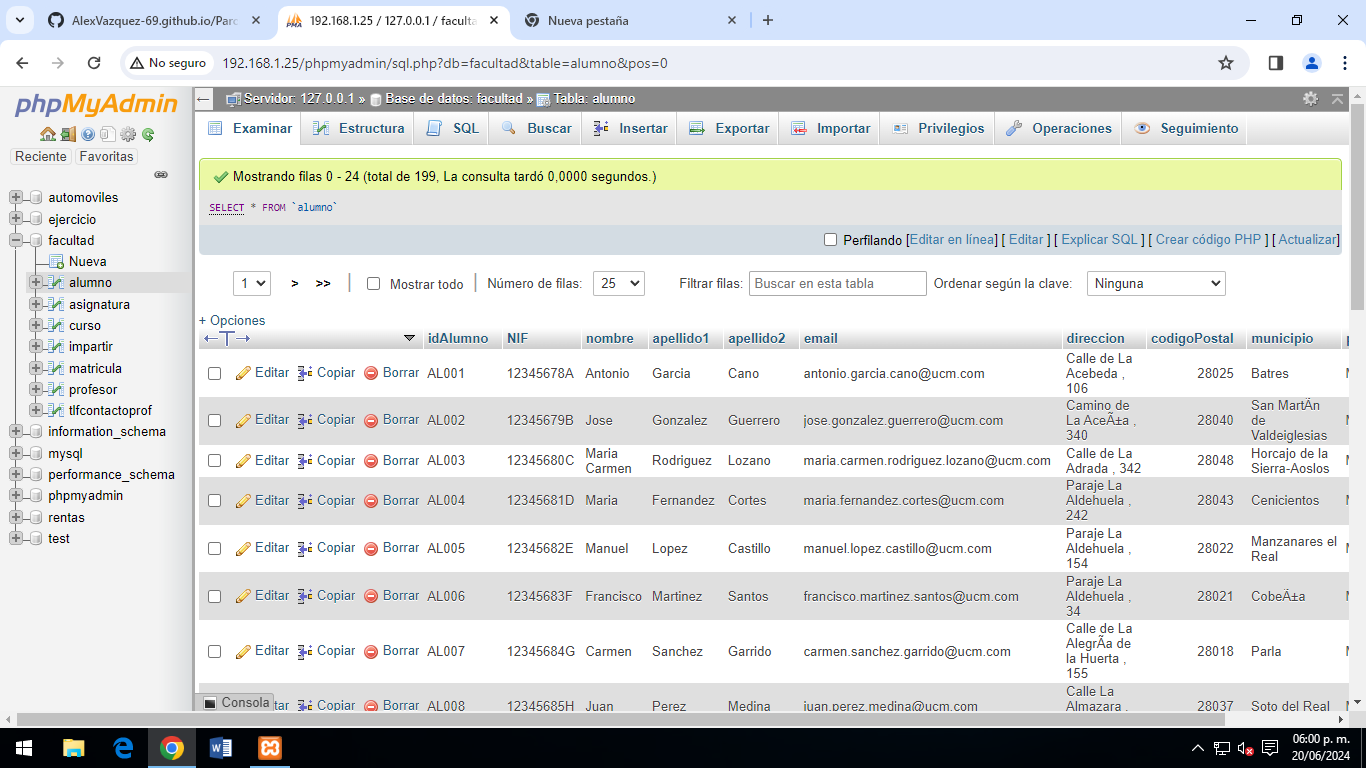 AlexVazquez-69.github.io/Parc
192.168.1.25 / 127.0.0.1 / faculta
Nueva pestaña
No seguro
192.168.1.25/phpmyadmin/sql.php?db=facultad&table=alumno&pos=0
phpMyAdmin
Reciente Favoritas
automoviles
ejercicio
facultad
Nueva
alumno
asignatura
curso
impartir
matricula
profesor
tlfcontactoprof
information_schema
mysql
performance_schema
phpmyadmin
rentas
test
Servidor: 127.0.0.1 » Base de datos: facultad » Tabla: alumno
Examinar Estructura SQL Buscar Insertar Exportar Importar Privilegios Operaciones Seguimiento
Mostrando filas 0 - 24 (total de 199, La consulta tardó 0,0000 segundos.)
SELECT * FROM `alumno`
Perfilando [Editar en línea] [ Editar ] [ Explicar SQL ] [ Crear código PHP ] [ Actualizar]
1 > >> Mostrar todo Número de filas: 25 Filtrar filas: Buscar en esta tabla Ordenar según la clave: Ninguna
+ Opciones
←T→ idAlumno NIF nombre apellido1 apellido2 email direccion codigoPostal municipio
Editar Copiar Borrar AL001 12345678A Antonio Garcia Cano antonio.garcia.cano@ucm.com Calle de La Acebeda , 106 28025 Batres
Editar Copiar Borrar AL002 12345679B Jose Gonzalez Guerrero jose.gonzalez.guerrero@ucm.com Camino de La AceÃ±a , 340 28040 San MartÃn de Valdeiglesias
Editar Copiar Borrar AL003 12345680C Maria Carmen Rodriguez Lozano maria.carmen.rodriguez.lozano@ucm.com Calle de La Adrada , 342 28048 Horcajo de la Sierra-Aoslos
Editar Copiar Borrar AL004 12345681D Maria Fernandez Cortes maria.fernandez.cortes@ucm.com Paraje La Aldehuela , 242 28043 Cenicientos
Editar Copiar Borrar AL005 12345682E Manuel Lopez Castillo manuel.lopez.castillo@ucm.com Paraje La Aldehuela , 154 28022 Manzanares el Real
Editar Copiar Borrar AL006 12345683F Francisco Martinez Santos francisco.martinez.santos@ucm.com Paraje La Aldehuela , 34 28021 CobeÃ±a
Editar Copiar Borrar AL007 12345684G Carmen Sanchez Garrido carmen.sanchez.garrido@ucm.com Calle de La AlegrÃa de la Huerta , 155 28018 Parla
Copiar Borrar AL008 12345685H Juan Perez Medina juan.perez.medina@ucm.com Calle La Almazara , 28037 Soto del Real
Consola
06:00 p. m.
20/06/2024